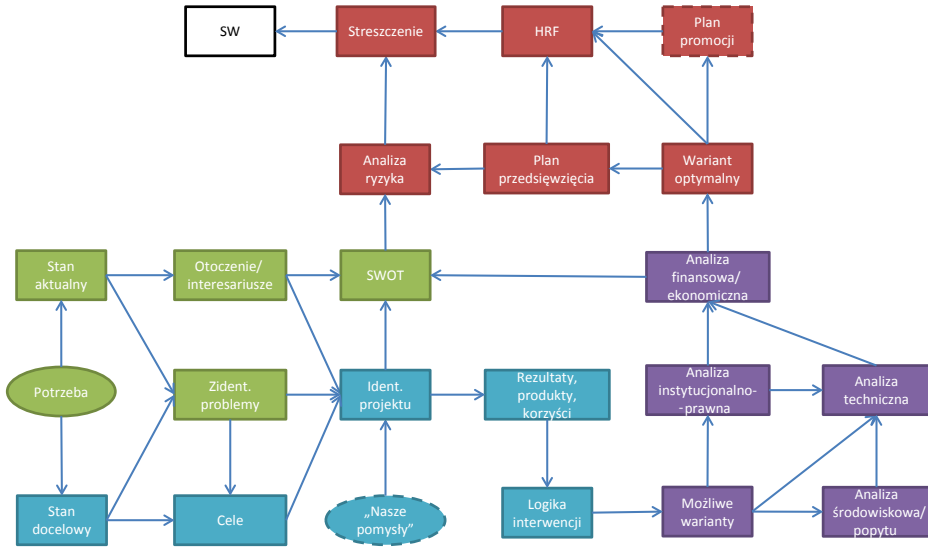 SW
Streszczenie
HRF
Plan
promocji
Analiza
ryzyka
Plan
przedsięwzięcia
Wariant
optymalny
Stan
aktualny
Otoczenie/
interesariusze
SWOT
Analiza
finansowa/
ekonomiczna
Potrzeba
Zident.
problemy
Ident.
projektu
Rezultaty,
produkty,
korzyści
Analiza
instytucjonalno-
-prawna
Analiza
techniczna
Stan
docelowy
Cele
„Nasze
pomysły”
Logika
interwencji
Możliwe
warianty
Analiza
środowiskowa/
popytu